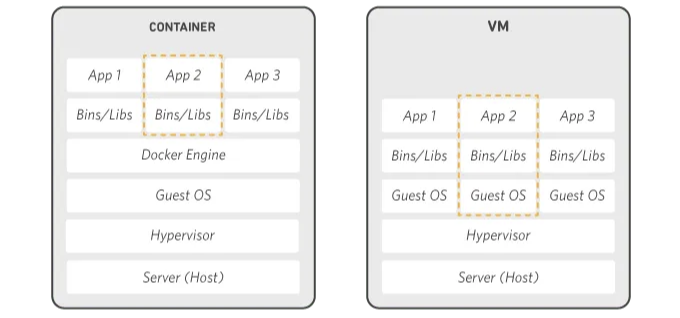 CONTAINER
App 1 App 2 App 3
Bins/Libs Bins/Libs Bins/Libs
Docker Engine
Guest OS
Hypervisor
Server (Host)
VM
App 1 App 2 App 3
Bins/Libs Bins/Libs Bins/Libs
Guest OS Guest OS Guest OS
Hypervisor
Server (Host)